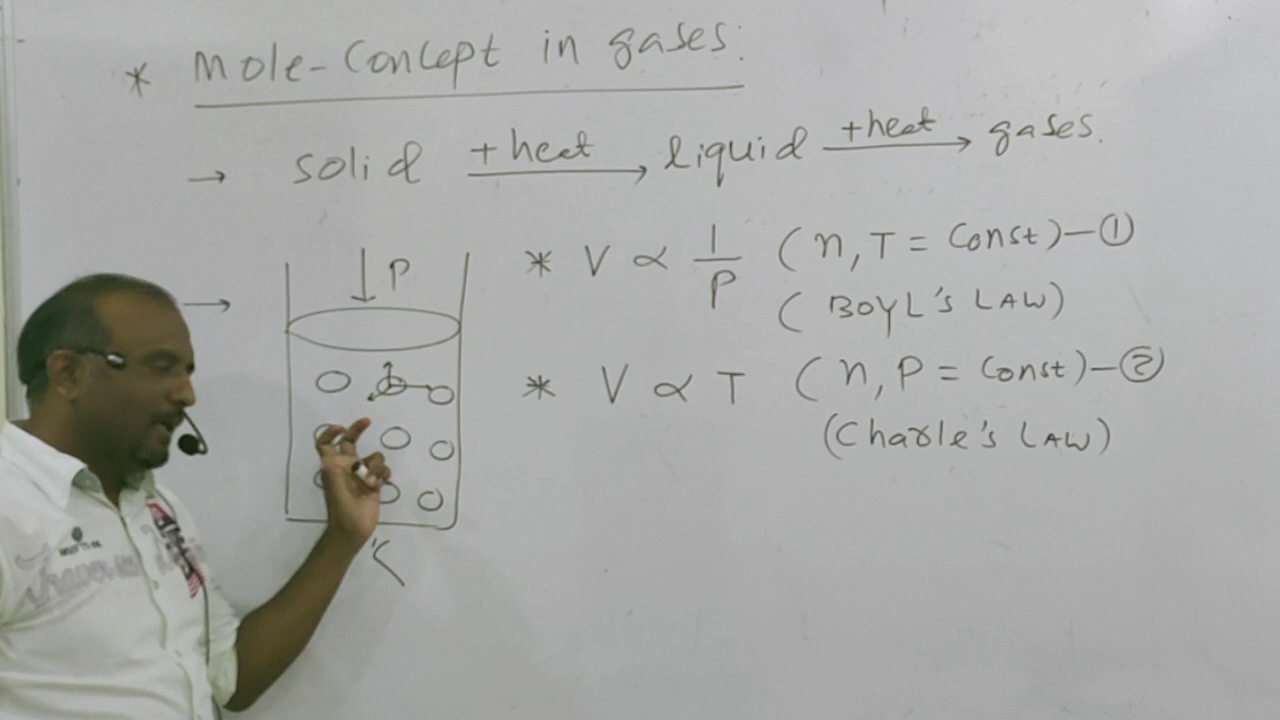 * Mole-Concept in gases:
→ solid +heat → liquid +heat → gases.
→ ↓ P
* V ∝ 1/P (n, T = Const)-①
( BOYL's LAW)
* V ∝ T (n, P = Const)-②
(Charle's LAW)